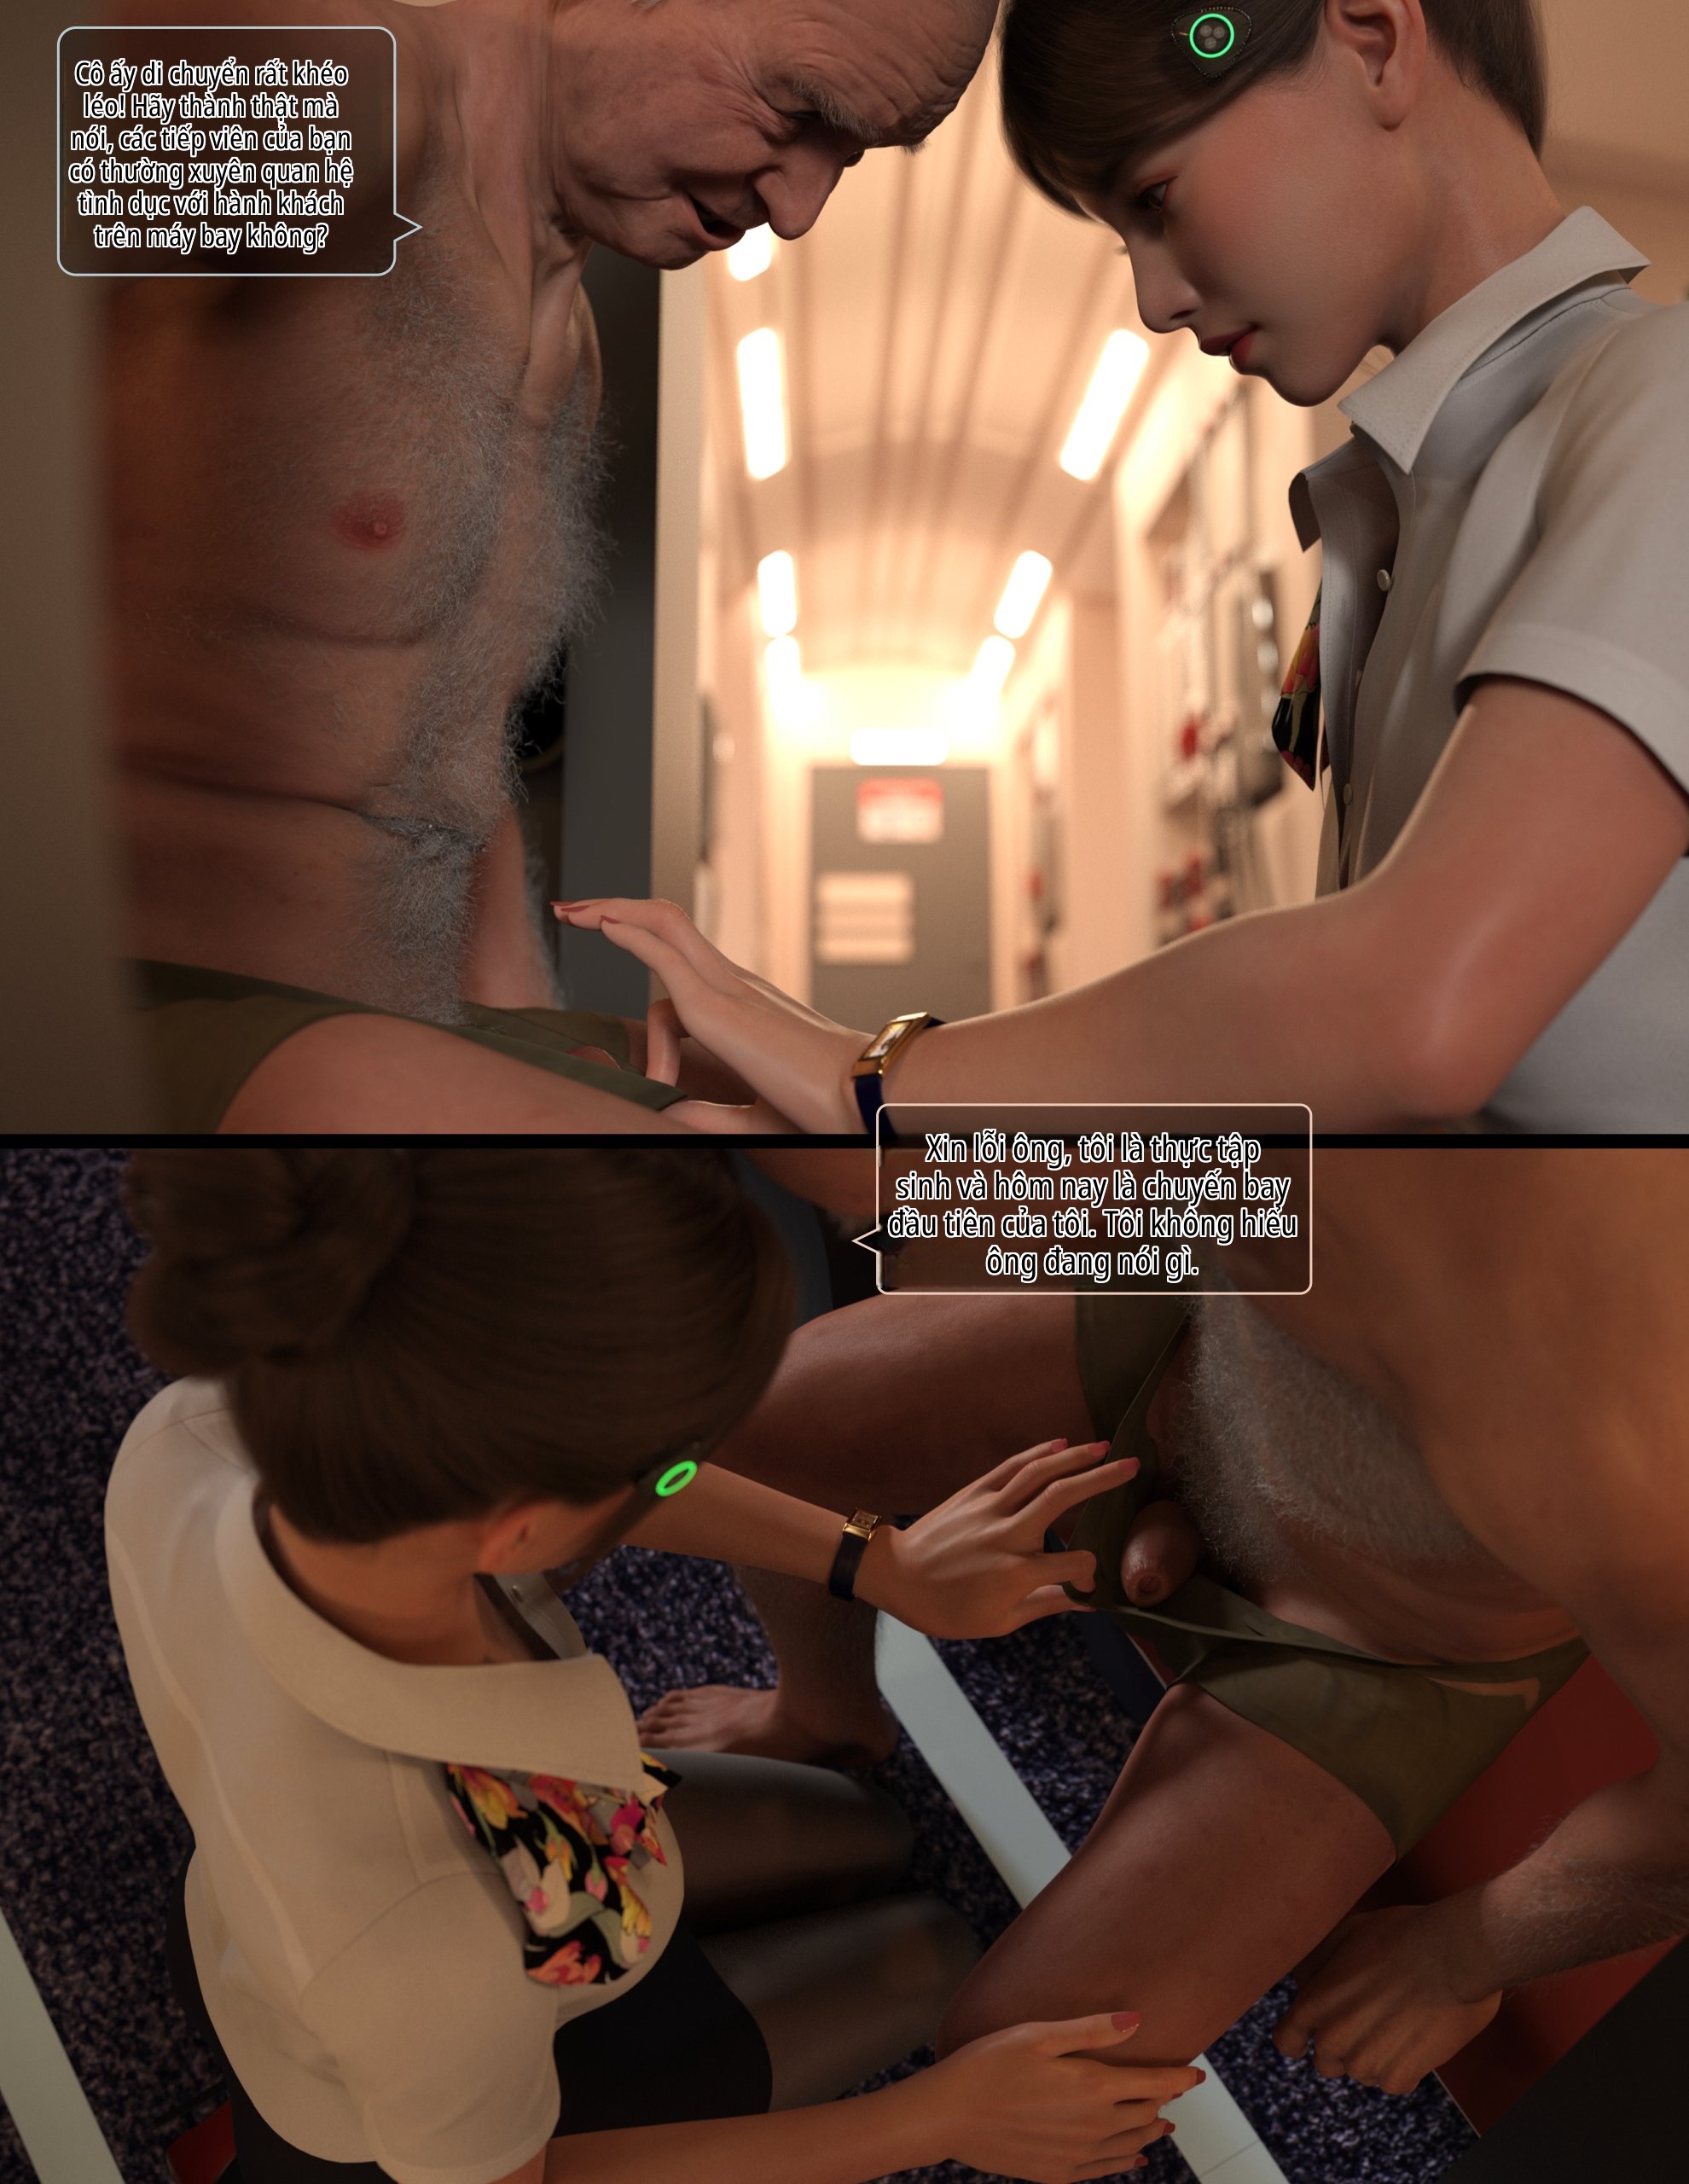 Cô ấy di chuyển rất khéo
léo! Hãy thành thật mà
nói, các tiếp viên của bạn
có thường xuyên quan hệ
tình dục với hành khách
trên máy bay không?
Xin lỗi ông, tôi là thực tập
sinh và hôm nay là chuyến bay
đầu tiên của tôi. Tôi không hiểu
ông đang nói gì.